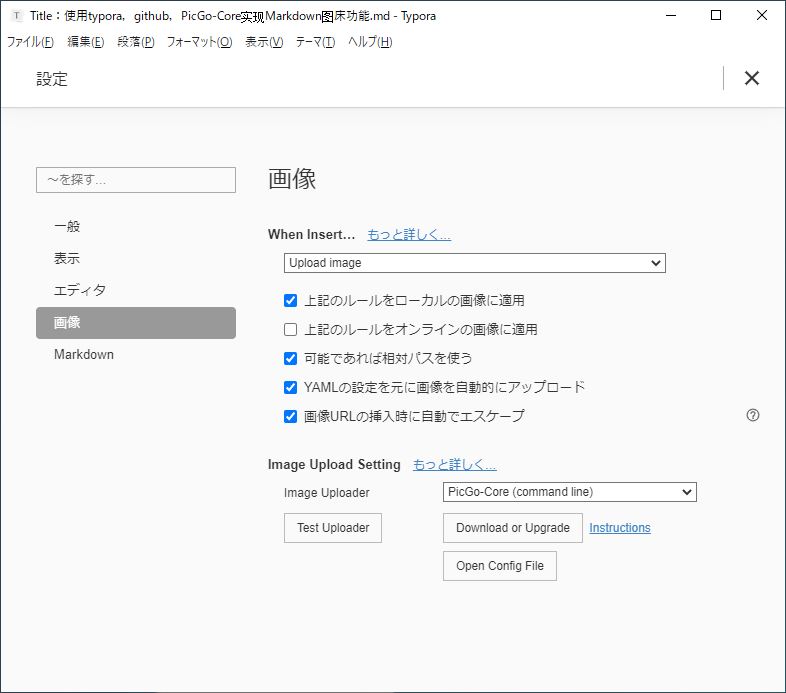 Title：使用typora，github，PicGo-Core实现Markdown图床功能.md - Typora
ファイル(F) 編集(E) 段落(P) フォーマット(O) 表示(V) テーマ(T) ヘルプ(H)
設定
～を探す...
一般
表示
エディタ
画像
Markdown
画像
When Insert... もっと詳しく...
Upload image
上記のルールをローカルの画像に適用
上記のルールをオンラインの画像に適用
可能であれば相対パスを使う
YAMLの設定を元に画像を自動的にアップロード
画像URLの挿入時に自動でエスケープ
Image Upload Setting もっと詳しく...
Image Uploader PicGo-Core (command line)
Test Uploader Download or Upgrade Instructions
Open Config File